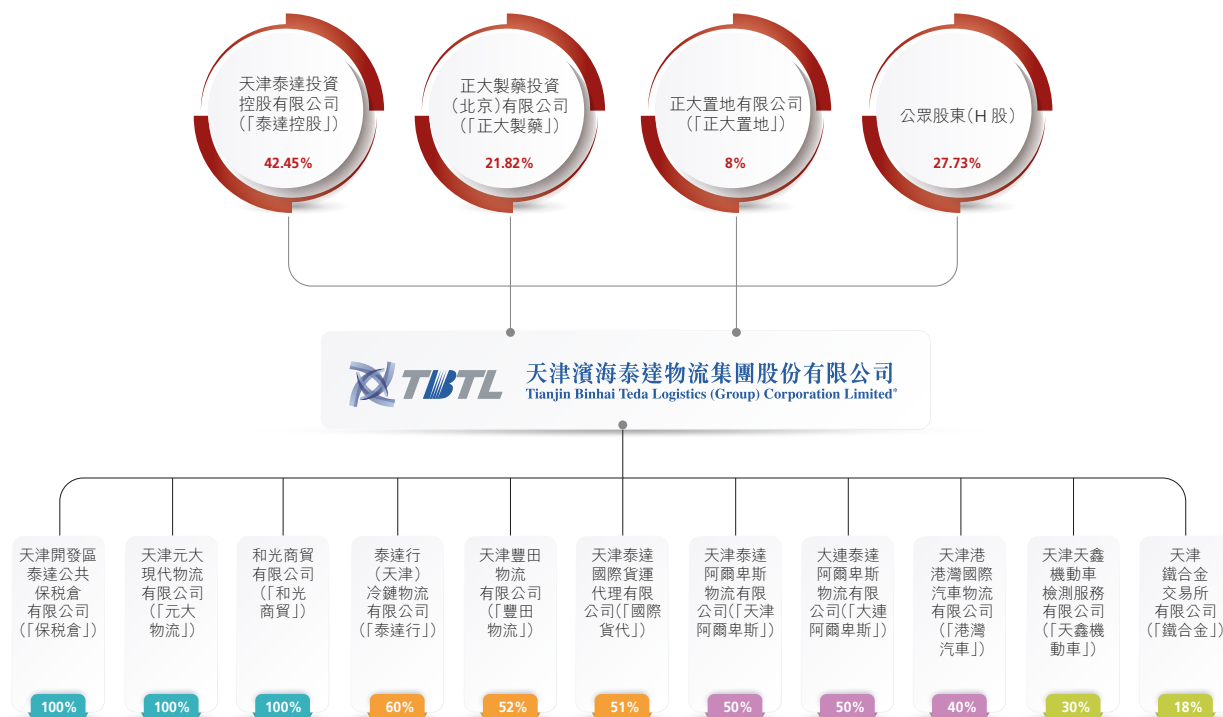 天津泰達投資
控股有限公司
(「泰達控股」)
42.45%
正大製藥投資
(北京)有限公司
(「正大製藥」)
21.82%
正大置地有限公司
(「正大置地」)
8%
公眾股東(H 股)
27.73%
TBTL
天津濱海泰達物流集團股份有限公司
Tianjin Binhai Teda Logistics (Group) Corporation Limited*
天津開發區
泰達公共
保稅倉
有限公司
(「保稅倉」)
100%
天津元大
現代物流
有限公司
(「元大
物流」)
100%
和光商貿
有限公司
(「和光
商貿」)
100%
泰達行
(天津)
冷鏈物流
有限公司
(「泰達行」)
60%
天津豐田
物流
有限公司
(「豐田
物流」)
52%
天津泰達
國際貨運
代理有限
公司(「國際
貨代」)
51%
天津泰達
阿爾卑斯
物流有限
公司(「天津
阿爾卑斯」)
50%
大連泰達
阿爾卑斯
物流有限
公司(「大連
阿爾卑斯」)
50%
天津港
港灣國際
汽車物流
有限公司
(「港灣
汽車」)
40%
天津天鑫
機動車
檢測服務
有限公司
(「天鑫機
動車」)
30%
天津
鐵合金
交易所
有限公司
(「鐵合金」)
18%